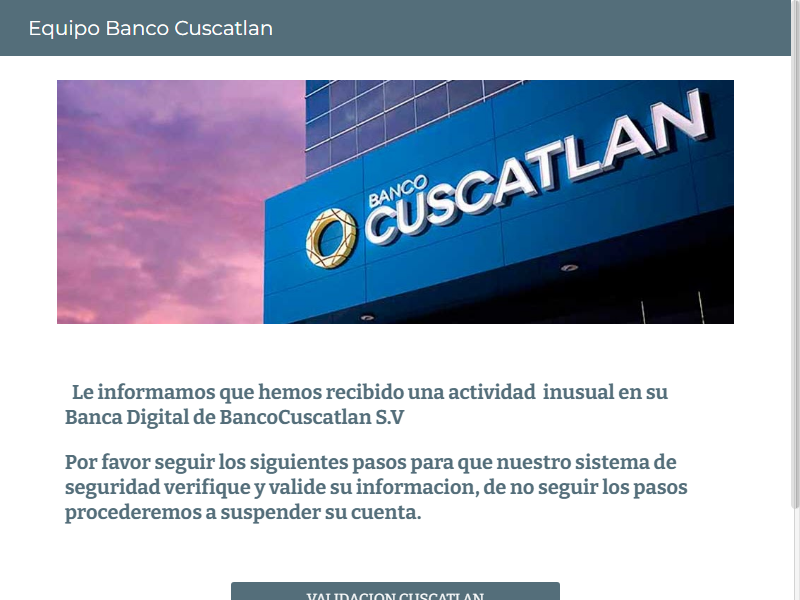 Equipo Banco Cuscatlan
BANCO
CUSCATLAN
Le informamos que hemos recibido una actividad  inusual en su
Banca Digital de BancoCuscatlan S.V
Por favor seguir los siguientes pasos para que nuestro sistema de
seguridad verifique y valide su informacion, de no seguir los pasos
procederemos a suspender su cuenta.
VALIDACION CUSCATLAN